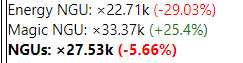 Energy NGU: ×22.71k (-29.03%)
Magic NGU: ×33.37k (+25.4%)
NGUs: ×27.53k (-5.66%)